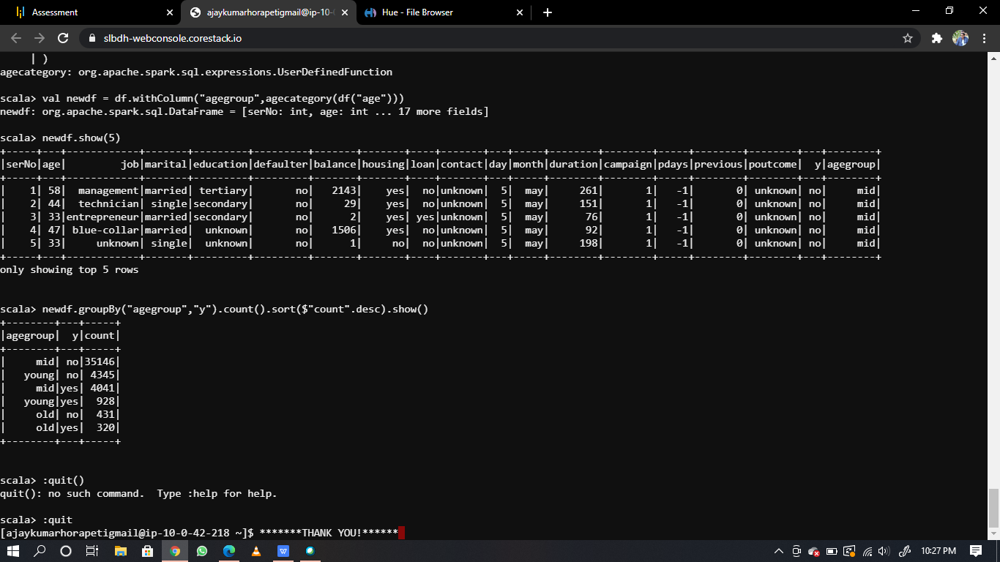 Assessment
ajaykumarhorapetigmail@ip-10-0
Hue - File Browser
slbdh-webconsole.corestack.io
| )
agecategory: org.apache.spark.sql.expressions.UserDefinedFunction
scala> val newdf = df.withColumn("agegroup",agecategory(df("age")))
newdf: org.apache.spark.sql.DataFrame = [serNo: int, age: int ... 17 more fields]
scala> newdf.show(5)
+-----+---+------------+-------+---------+---------+-------+-------+----+-------+---+-----+--------+--------+-----+--------+--------+---+--------+
|serNo|age|         job|marital|education|defaulter|balance|housing|loan|contact|day|month|duration|campaign|pdays|previous|poutcome|  y|agegroup|
+-----+---+------------+-------+---------+---------+-------+-------+----+-------+---+-----+--------+--------+-----+--------+--------+---+--------+
|    1| 58|  management|married| tertiary|       no|   2143|    yes|  no|unknown|  5|  may|     261|       1|   -1|       0| unknown| no|     mid|
|    2| 44|  technician| single|secondary|       no|     29|    yes|  no|unknown|  5|  may|     151|       1|   -1|       0| unknown| no|     mid|
|    3| 33|entrepreneur|married|secondary|       no|      2|    yes| yes|unknown|  5|  may|      76|       1|   -1|       0| unknown| no|     mid|
|    4| 47| blue-collar|married|  unknown|       no|   1506|    yes|  no|unknown|  5|  may|      92|       1|   -1|       0| unknown| no|     mid|
|    5| 33|     unknown| single|  unknown|       no|      1|     no|  no|unknown|  5|  may|     198|       1|   -1|       0| unknown| no|     mid|
+-----+---+------------+-------+---------+---------+-------+-------+----+-------+---+-----+--------+--------+-----+--------+--------+---+--------+
only showing top 5 rows
scala> newdf.groupBy("agegroup","y").count().sort($"count".desc).show()
+--------+---+-----+
|agegroup|  y|count|
+--------+---+-----+
|     mid| no|35146|
|   young| no| 4345|
|     mid|yes| 4041|
|   young|yes|  928|
|     old| no|  431|
|     old|yes|  320|
+--------+---+-----+
scala> :quit()
quit(): no such command.  Type :help for help.
scala> :quit
[ajaykumarhorapetigmail@ip-10-0-42-218 ~]$ *******THANK YOU!******
10:27 PM